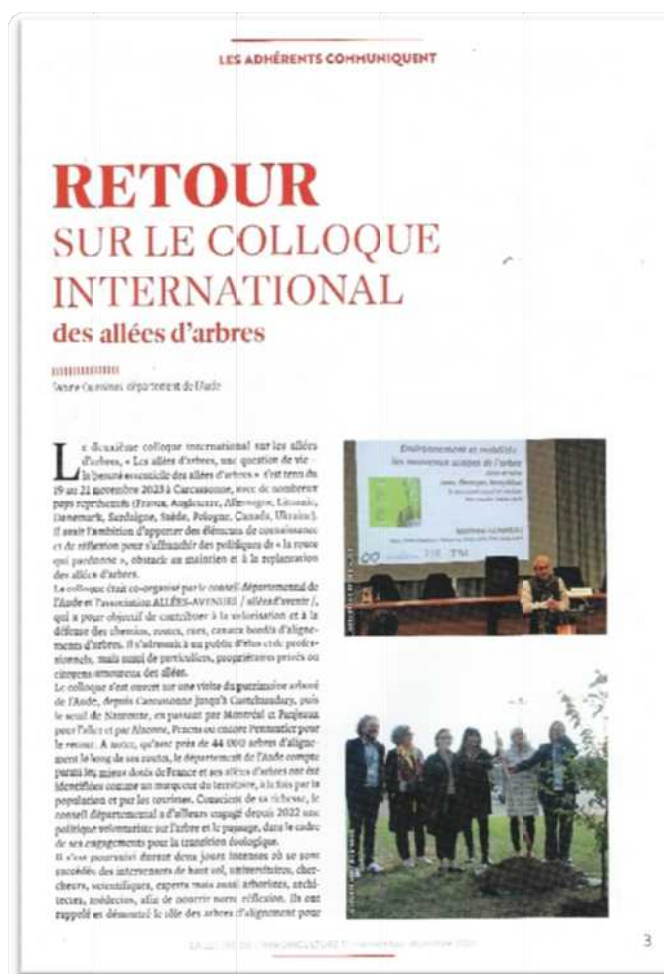 LES ADHÉRENTS COMMUNIQUENT
RETOUR
SUR LE COLLOQUE
INTERNATIONAL
des allées d'arbres
département de l'Aude
Le deuxième colloque international sur les allées
d'arbres, « Les allées d'arbres, une question de vie –
la beauté essentielle des allées d'arbres » s'est tenu du
19 au 21 novembre 2023 à Carcassonne, avec de nombreux
pays représentés (France, Angleterre, Allemagne, Lituanie,
Danemark, Sardaigne, Suède, Pologne, Canada, Ukraine).
Il avait l'ambition d'apporter des éléments de connaissance
et de réflexion pour s'affranchir des politiques de « la route
qui pardonne », obstacle au maintien et à la replantation
des allées d'arbres.
Le colloque était co-organisé par le conseil départemental de
l'Aude et l'association ALLÉES-AVENUES / allées d'avenir /,
qui a pour objectif de contribuer à la valorisation et à la
défense des chemins, routes, rues, canaux bordés d'aligne-
ments d'arbres. Il s'adressait à un public d'élus et de profes-
sionnels, mais aussi de particuliers, propriétaires privés ou
citoyens amoureux des allées.
Le colloque s'est ouvert sur une visite du patrimoine arboré
de l'Aude, depuis Carcassonne jusqu'à Castelnaudary, puis
le seuil de Naurouze, en passant par Montréal et Fanjeaux
pour l'aller et par Alzonne, Pezens ou encore Pennautier pour
le retour. A noter, qu'avec près de 44 000 arbres d'aligne-
ment le long de ses routes, le département de l'Aude compte
parmi les mieux dotés de France et ses allées d'arbres ont été
identifiées comme un marqueur du territoire, à la fois par la
population et par les touristes. Conscient de sa richesse, le
conseil départemental a d'ailleurs engagé depuis 2022 une
politique volontariste sur l'arbre et le paysage, dans le cadre
de ses engagements pour la transition écologique.
Il s'est poursuivi durant deux jours intenses où se sont
succédés des intervenants de haut vol, universitaires, cher-
cheurs, scientifiques, experts mais aussi arboristes, archi-
tectes, médecins, afin de nourrir notre réflexion. Ils ont
rappelé et démontré le rôle des arbres d'alignement pour
Environnement et mobilités :
les nouveaux usages de l'arbre
3